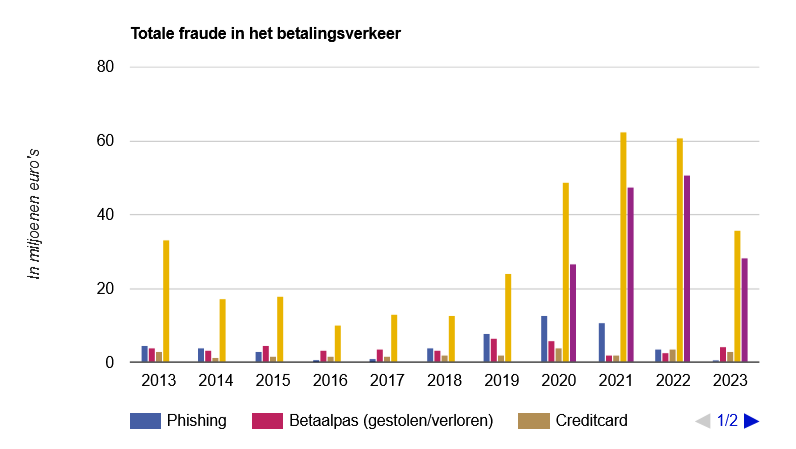 Totale fraude in het betalingsverkeer
In miljoenen euro's
80
60
40
20
0
2013 2014 2015 2016 2017 2018 2019 2020 2021 2022 2023
Phishing Betaalpas (gestolen/verloren) Creditcard 1/2